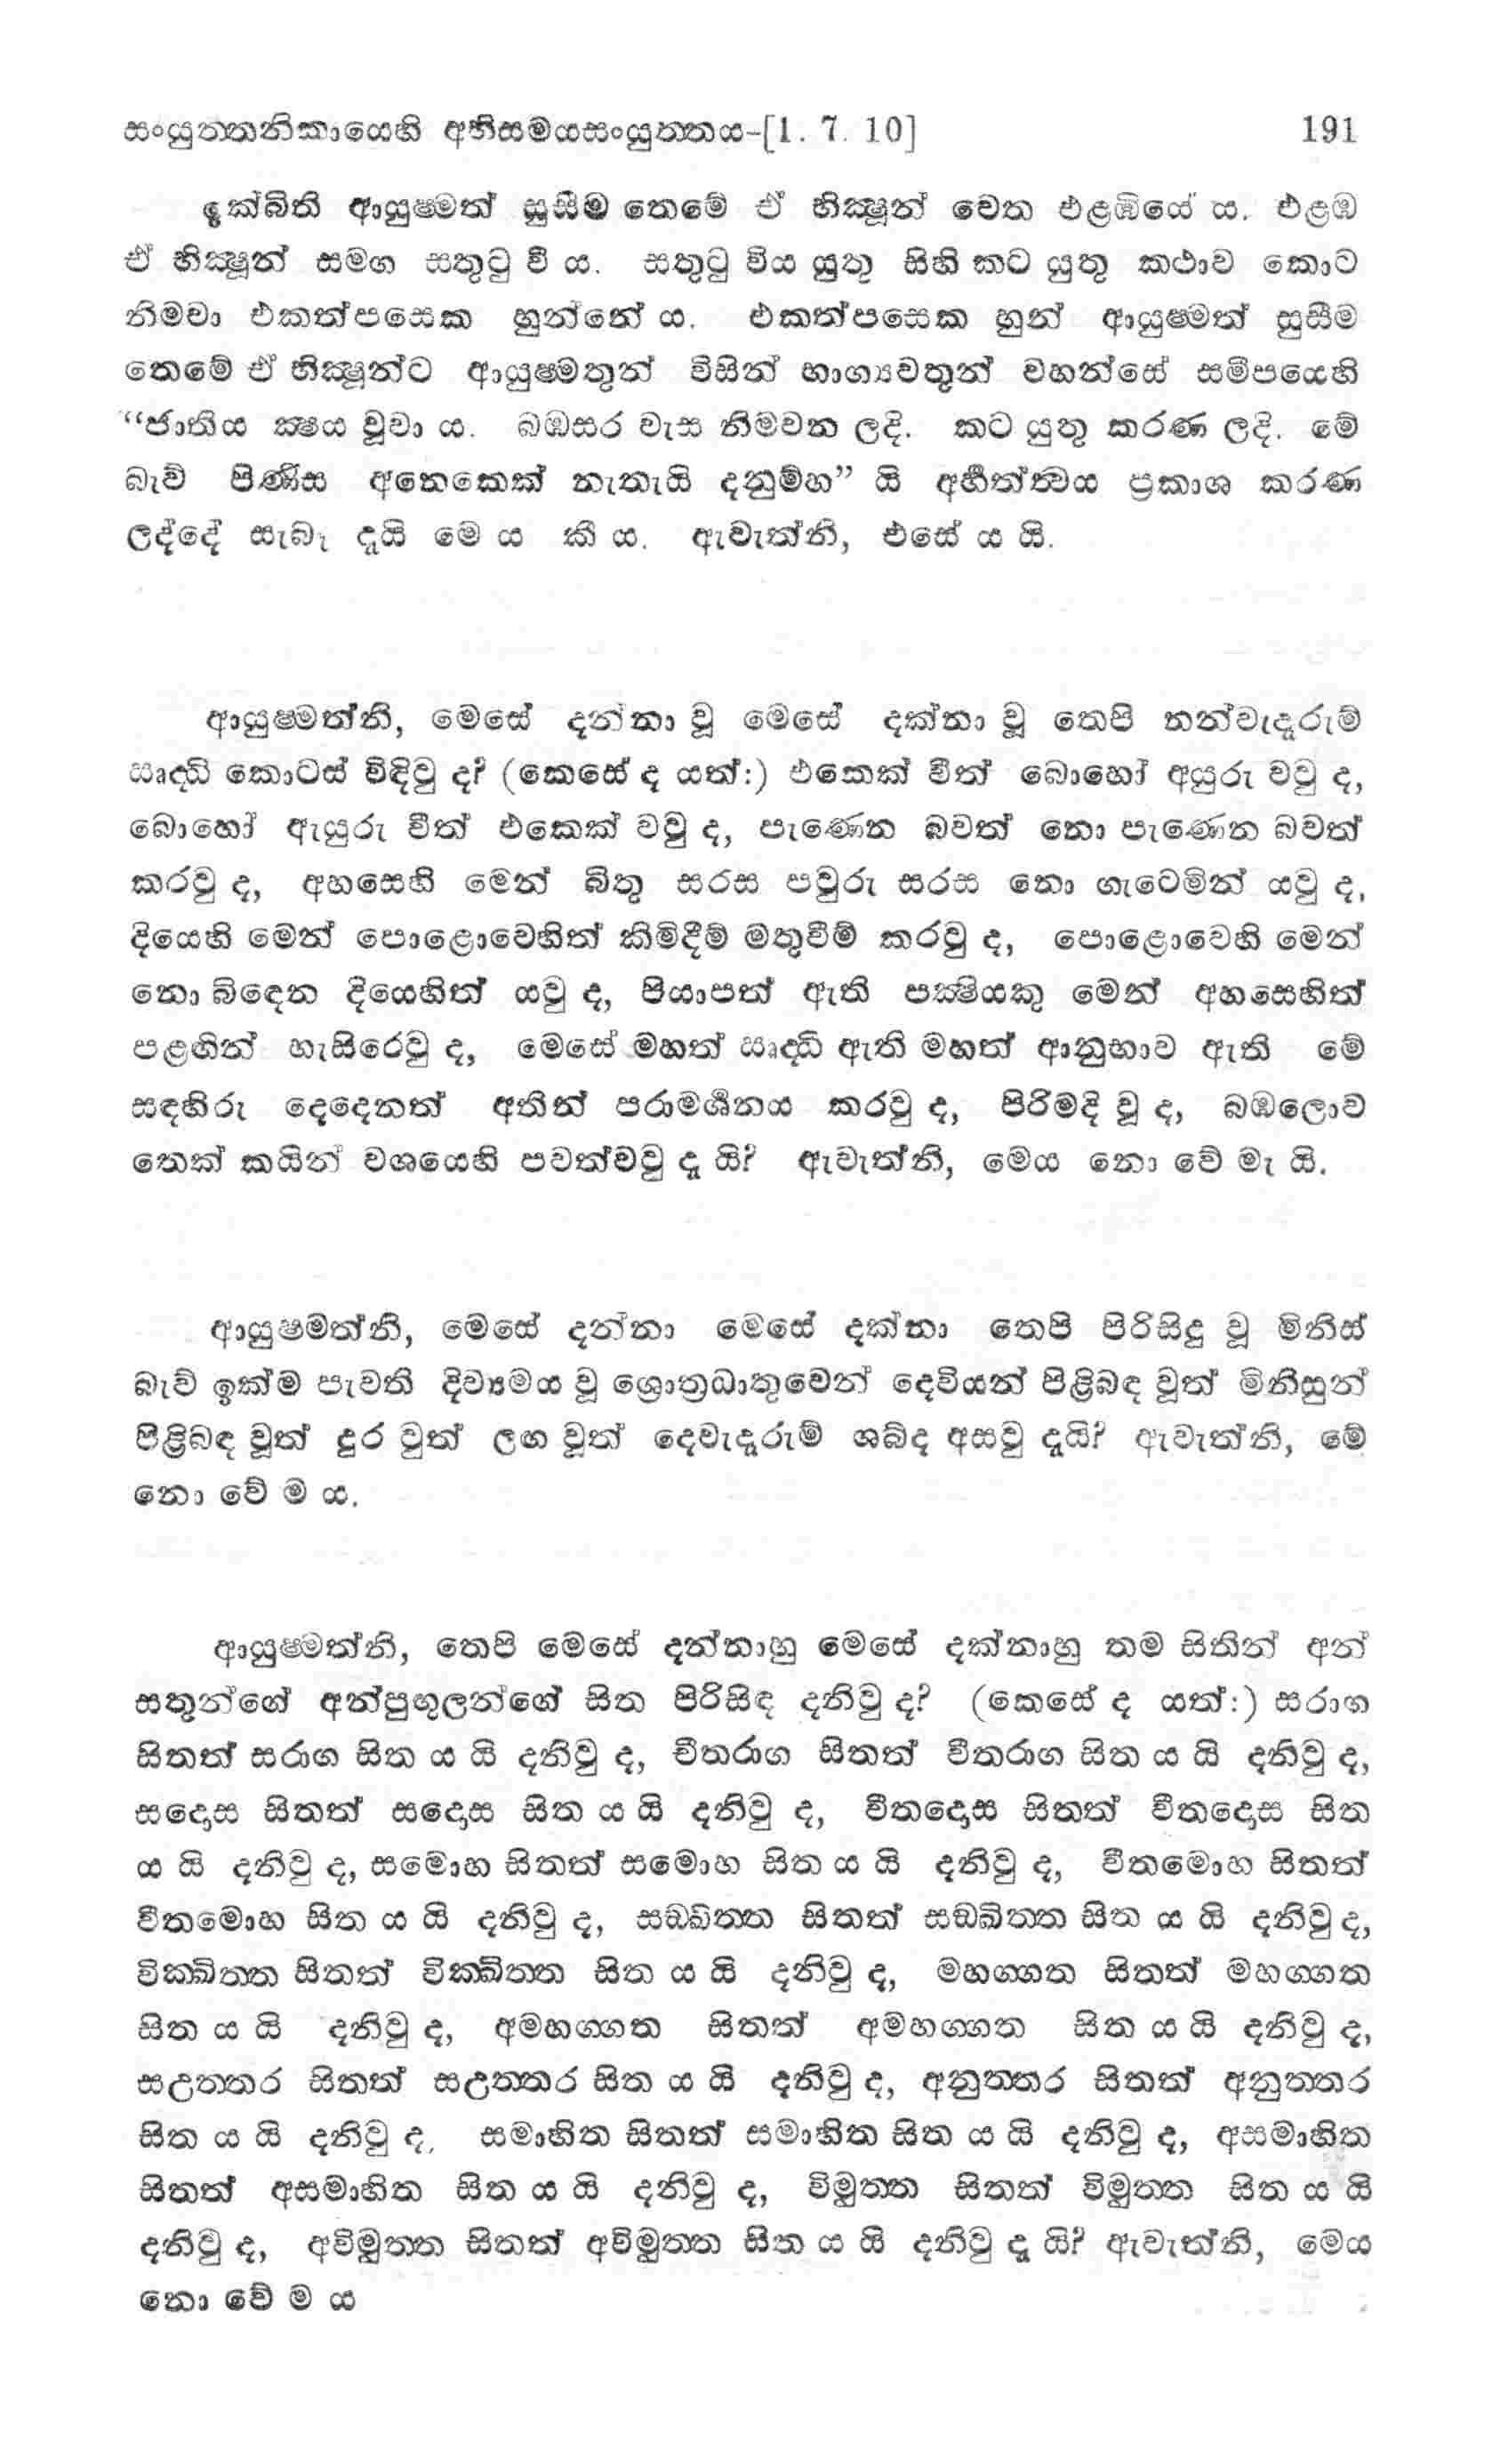 සංයුත්තනිකායෙහි අභිසමයසංයුත්තය-[1. 7. 10] 191
ඉක්බිති ආයුෂ්මත් සුසීම තෙමේ ඒ භික්ෂූන් වෙත එළඹියේ ය. එළඹ
ඒ භික්ෂූන් සමග සතුටු වී ය. සතුටු විය යුතු සිහි කට යුතු කථාව කොට
නිමවා එකත්පසෙක හුන්නේ ය. එකත්පසෙක හුන් ආයුෂ්මත් සුසීම
තෙමේ ඒ භික්ෂූන්ට ආයුෂ්මතුන් විසින් භාග්‍යවතුන් වහන්සේ සමීපයෙහි
“ජාතිය ක්ෂය වූවා ය. බඹසර වැස නිමවන ලදි. කට යුතු කරණ ලදි. මේ
බැව් පිණිස අනෙකෙක් නැතැයි දනුම්හ” යි අර්හත්ත්වය ප්‍රකාශ කරණ
ලද්දේ සැබෑ දැයි මෙ ය කී ය. ඇවැත්නි, එසේ ය යි.
ආයුෂ්මත්නි, මෙසේ දන්නා වූ මෙසේ දක්නා වූ තෙපි නන්වැදෑරුම්
ඍද්ධි කොටස් විඳිවු ද? (කෙසේ ද යත්:) එකෙක් වීත් බොහෝ අයුරු වවු ද,
බොහෝ ඇයුරු වීත් එකෙක් වවු ද, පැණෙන බවත් නො පැණෙන බවත්
කරවු ද, අහසෙහි මෙන් බිතු සරස පවුරු සරස නො ගැටෙමින් යවු ද,
දියෙහි මෙන් පොළොවෙහිත් කිමිදීම් මතුවීම් කරවු ද, පොළොවෙහි මෙන්
නො බිඳෙන දියෙහිත් යවු ද, පියාපත් ඇති පක්ෂියකු මෙන් අහසෙහිත්
පළඟින් හැසිරෙවු ද, මෙසේ මහත් ඍද්ධි ඇති මහත් ආනුභාව ඇති මේ
සඳහිරු දෙදෙනත් අතින් පරාමර්ශනය කරවු ද, පිරිමදි වූ ද, බඹලොව
තෙක් කයින් වශයෙහි පවත්වවු දැ යි? ඇවැත්නි, මෙය නො වේ මැ යි.
ආයුෂ්මත්නි, මෙසේ දන්නා මෙසේ දක්නා තෙපි පිරිසිදු වූ මිනිස්
බැව් ඉක්ම පැවති දිව්‍යමය වූ ශ්‍රොත්‍රධාතුවෙන් දෙවියන් පිළිබඳ වූත් මිනිසුන්
පිළිබඳ වූත් දුර වුත් ලඟ වූත් දෙවැදෑරුම් ශබ්ද අසවු දැයි? ඇවැත්නි, මේ
නො වේ ම ය.
ආයුෂ්මත්නි, තෙපි මෙසේ දන්නාහු මෙසේ දක්නාහු තම සිතින් අන්
සතුන්ගේ අන්පුඟුලන්ගේ සිත පිරිසිඳ දනිවු ද? (කෙසේ ද යත්:) සරාග
සිතත් සරාග සිත ය යි දනිවු ද, වීතරාග සිතත් වීතරාග සිත ය යි දනිවු ද,
සදොස සිතත් සදොස සිත ය යි දනිවු ද, වීතදොස සිතත් වීතදොස සිත
ය යි දනිවු ද, සමොහ සිතත් සමොහ සිත ය යි දනිවු ද, වීතමොහ සිතත්
වීතමොහ සිත ය යි දනිවු ද, සඞ්ඛිත්ත සිතත් සඞ්ඛිත්ත සිත ය යි දනිවු ද,
වික්ඛිත්ත සිතත් වික්ඛිත්ත සිත ය යි දනිවු ද, මහග්ගත සිතත් මහග්ගත
සිත ය යි දනිවු ද, අමහග්ගත සිතත් අමහග්ගත සිත ය යි දනිවු ද,
සඋත්තර සිතත් සඋත්තර සිත ය යි දනිවු ද, අනුත්තර සිතත් අනුත්තර
සිත ය යි දනිවු ද, සමාහිත සිතත් සමාහිත සිත ය යි දනිවු ද, අසමාහිත
සිතත් අසමාහිත සිත ය යි දනිවු ද, විමුත්ත සිතත් විමුත්ත සිත ය යි
දනිවු ද, අවිමුත්ත සිතත් අවිමුත්ත සිත ය යි දනිවු දැ යි? ඇවැත්නි, මෙය
නො වේ ම ය